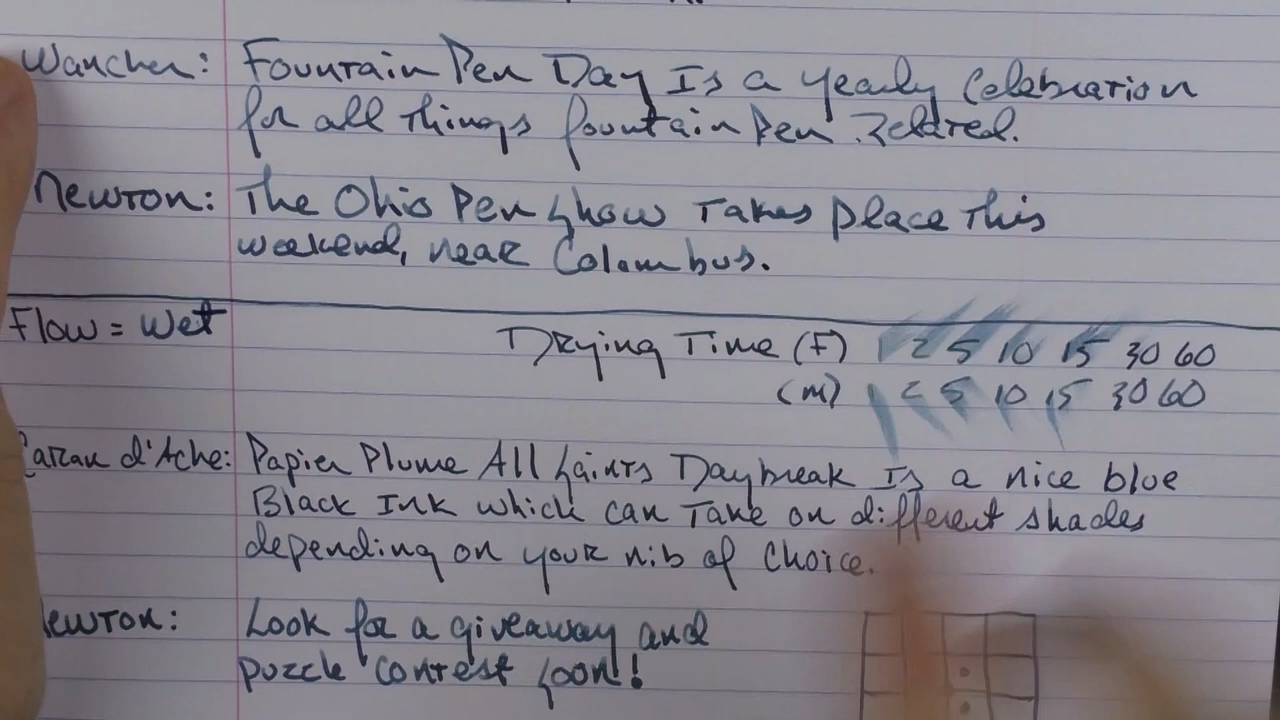 Wancher: Fountain Pen Day Is a yearly Celebration
for all Things fountain Pen Related.
Newton: The Ohio Pen Show Takes place This
weekend, near Columbus.
Flow = Wet
Drying Time (F) 1 2 5 10 15 30 60
(M) 1 2 5 10 15 30 60
Caran d'Ache: Papier Plume All Saints Daybreak Is a nice blue
Black Ink which can Take on different shades
depending on your nib of Choice.
ewton: Look for a giveaway and
puzzle contest soon!